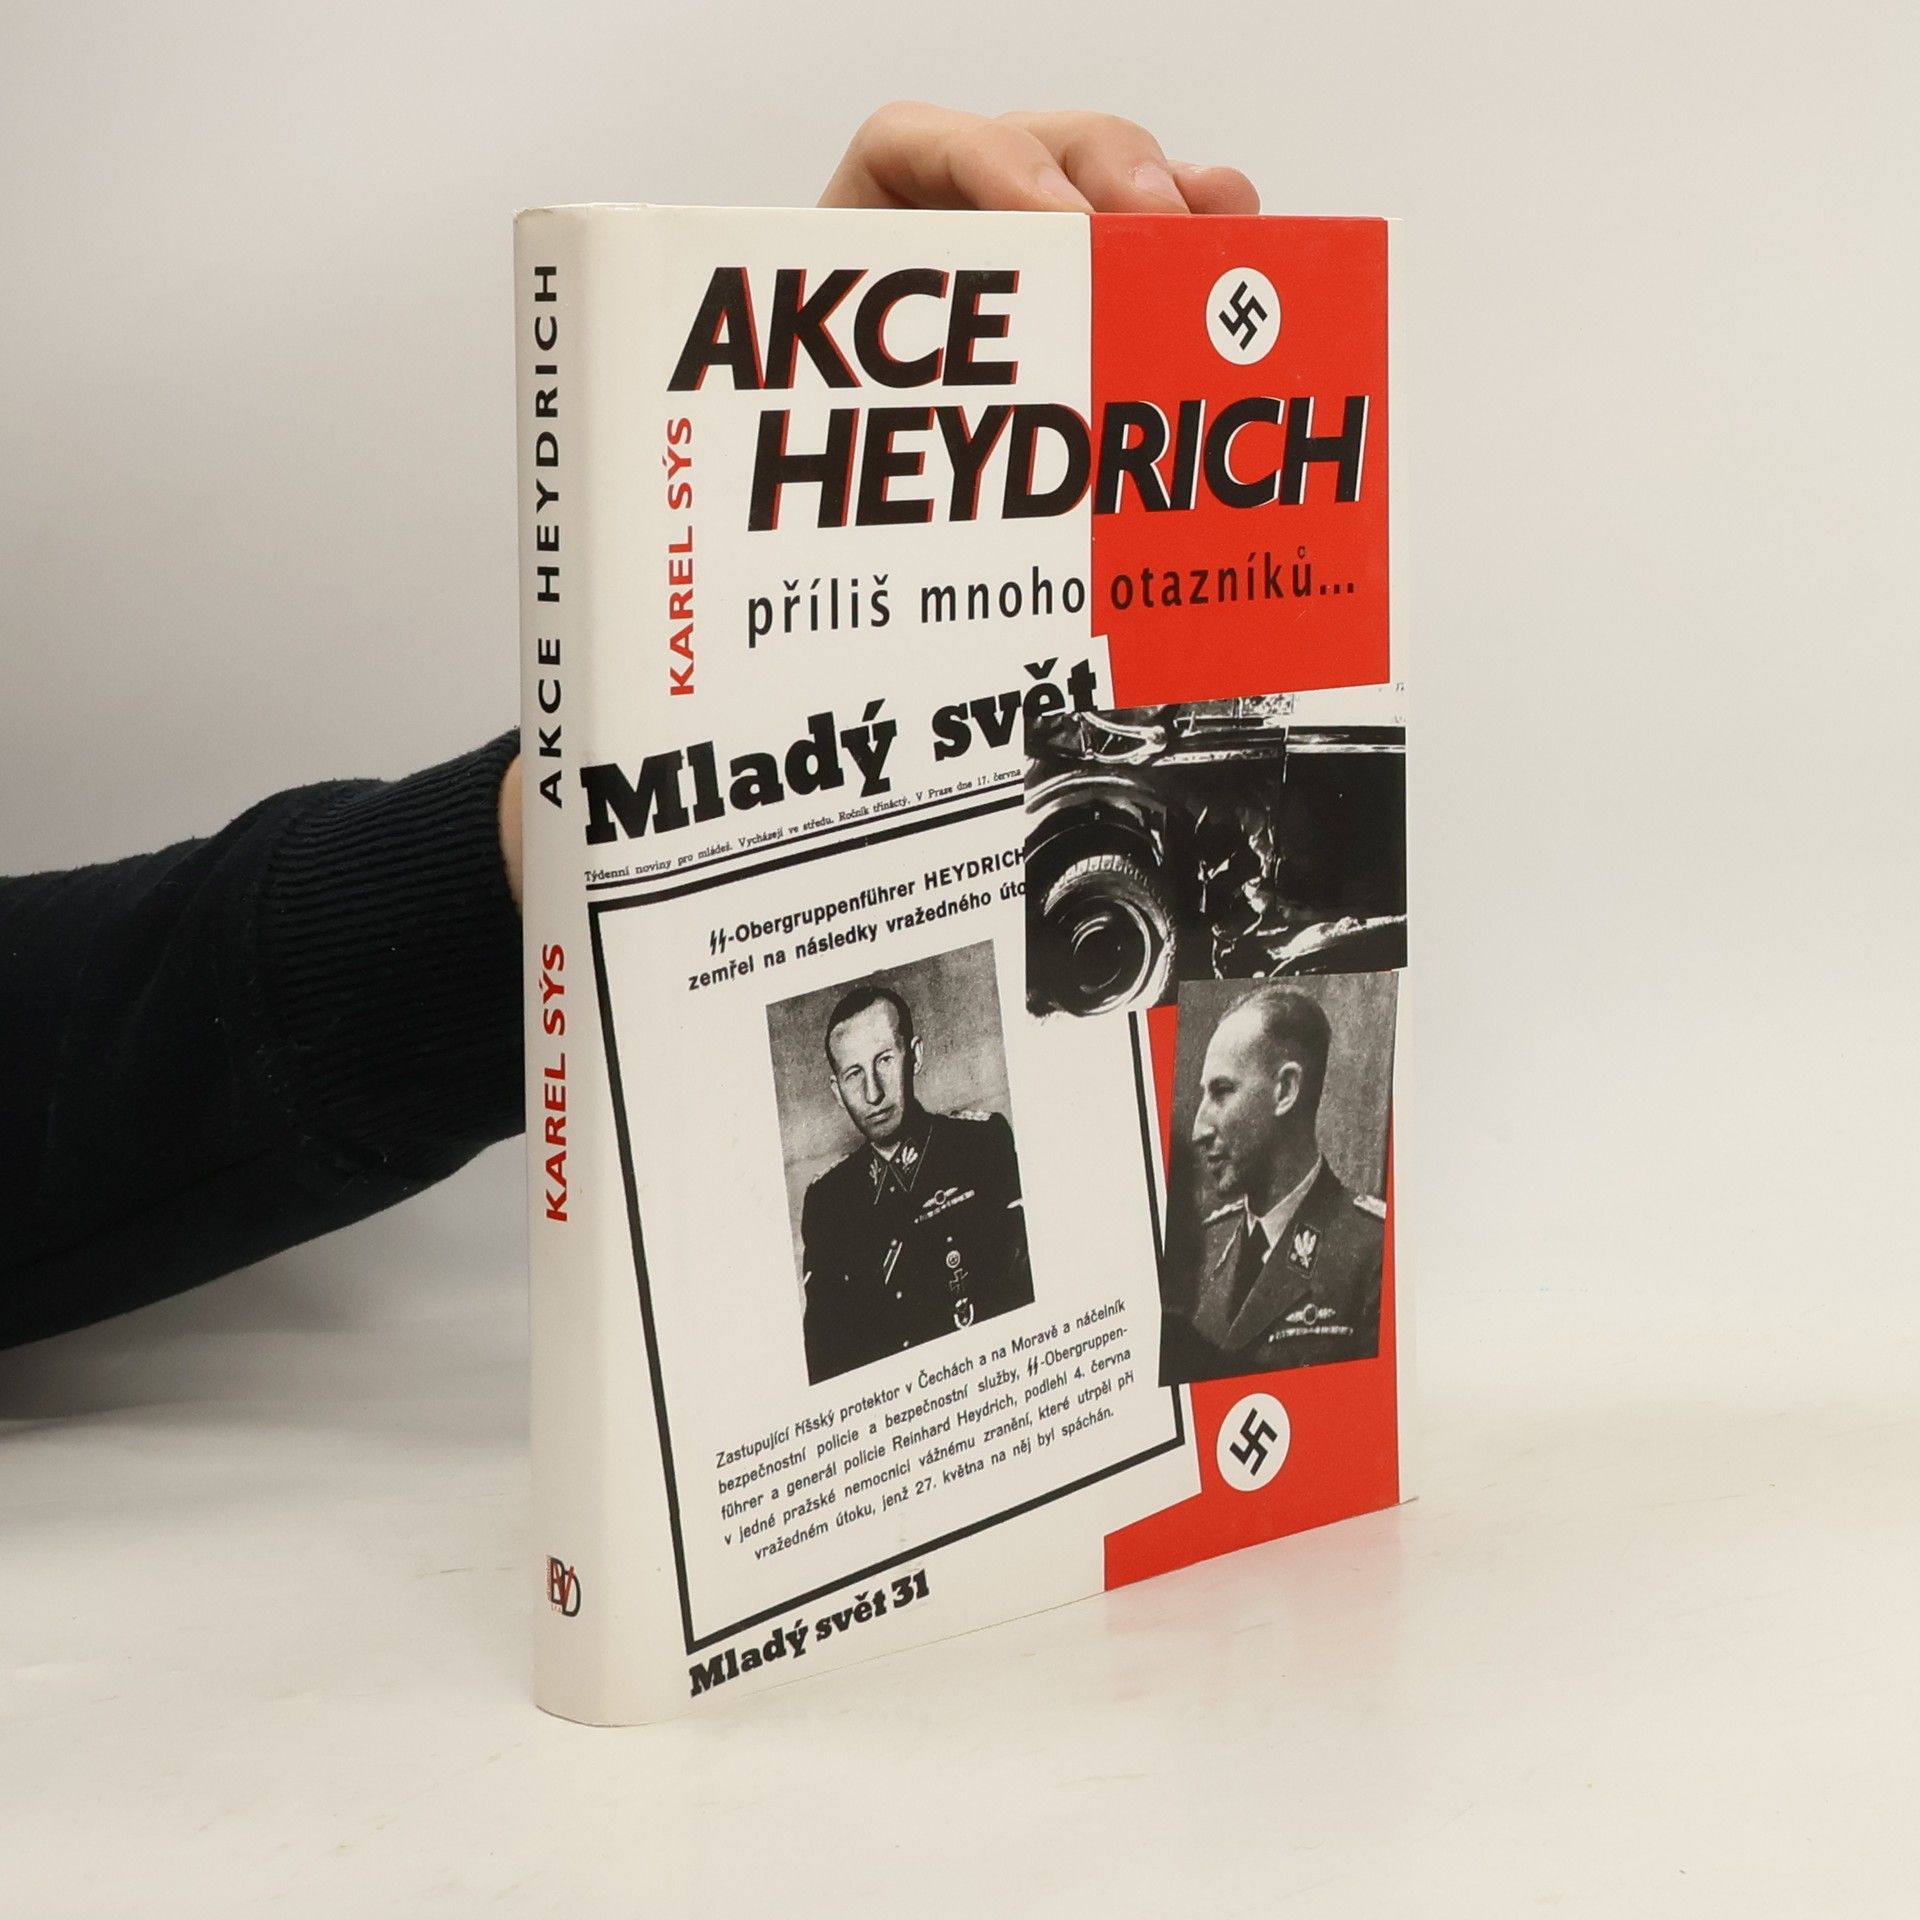 AKCE HEYDRICH
KAREL SÝS
BVD
AKCE
HEYDRICH
KAREL SÝS
příliš mnoho otazníků...
Mladý svět
Týdenní noviny pro mládež. Vycházejí ve středu. Ročník třináctý. V Praze dne 17. června
SS-Obergruppenführer HEYDRICH
zemřel na následky vražedného úto
Zastupující říšský protektor v Čechách a na Moravě a náčelník
bezpečnostní policie a bezpečnostní služby, SS-Obergruppen-
führer a generál policie Reinhard Heydrich, podlehl 4. června
v jedné pražské nemocnici vážnému zranění, které utrpěl při
vražedném útoku, jenž 27. května na něj byl spáchán.
Mladý svět 31